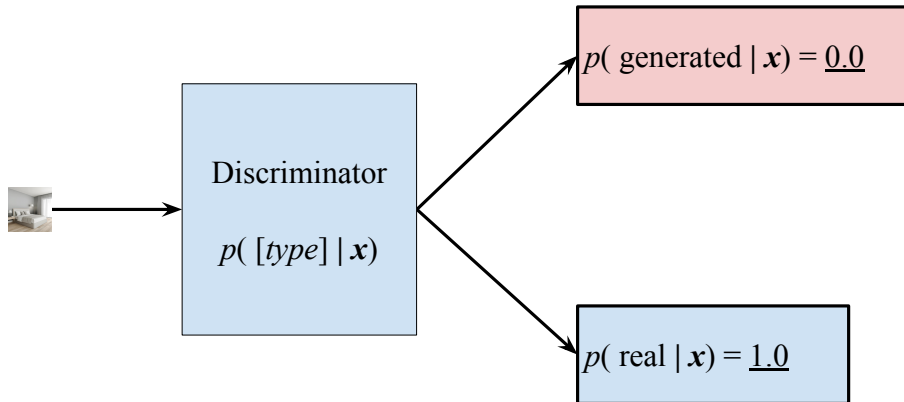 p( generated | x) = 0.0
Discriminator
p( [type] | x)
p( real | x) = 1.0